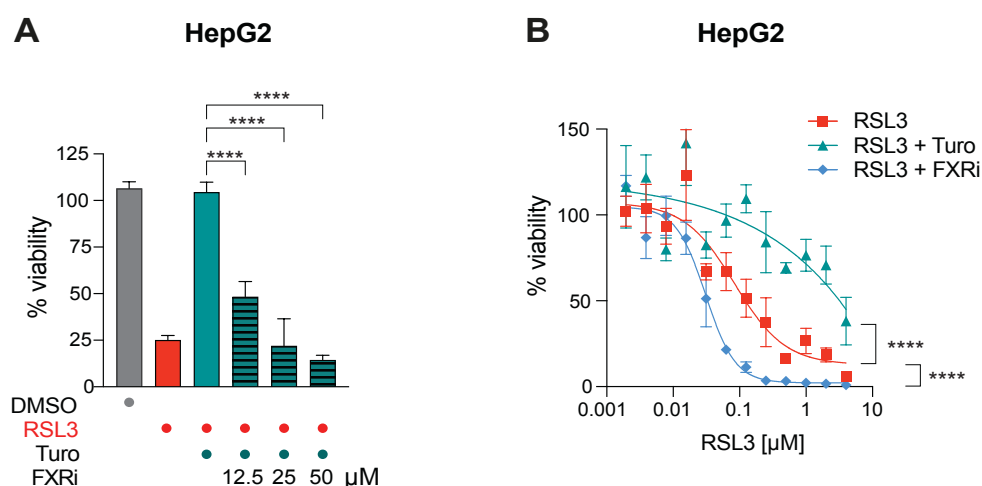 A
HepG2
****
****
****
125
100
75
50
25
0
% viability
DMSO
RSL3
Turo
FXRi 12.5 25 50 µM
B
HepG2
RSL3
RSL3 + Turo
RSL3 + FXRi
150
100
50
0
% viability
0.001 0.01 0.1 1 10
RSL3 [µM]
****
****